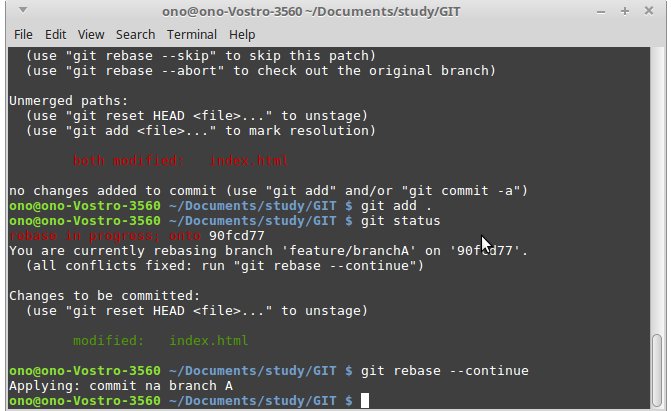 ono@ono-Vostro-3560 ~/Documents/study/GIT
File Edit View Search Terminal Help
(use "git rebase --skip" to skip this patch)
(use "git rebase --abort" to check out the original branch)
Unmerged paths:
(use "git reset HEAD <file>..." to unstage)
(use "git add <file>..." to mark resolution)
both modified: index.html
no changes added to commit (use "git add" and/or "git commit -a")
ono@ono-Vostro-3560 ~/Documents/study/GIT $ git add .
ono@ono-Vostro-3560 ~/Documents/study/GIT $ git status
rebase in progress; onto 90fcd77
You are currently rebasing branch 'feature/branchA' on '90fcd77'.
(all conflicts fixed: run "git rebase --continue")
Changes to be committed:
(use "git reset HEAD <file>..." to unstage)
modified: index.html
ono@ono-Vostro-3560 ~/Documents/study/GIT $ git rebase --continue
Applying: commit na branch A
ono@ono-Vostro-3560 ~/Documents/study/GIT $